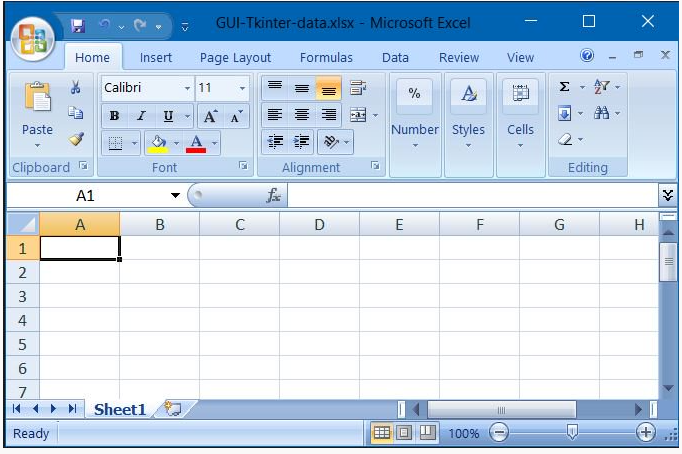 GUI-Tkinter-data.xlsx - Microsoft Excel
Home Insert Page Layout Formulas Data Review View
Calibri 11
B I U A A
Paste % Number A Styles Cells Σ A Z
A
Clipboard Font Alignment Editing
A1 fx
A B C D E F G H
1
2
3
4
5
6
7
Sheet1
Ready 100%